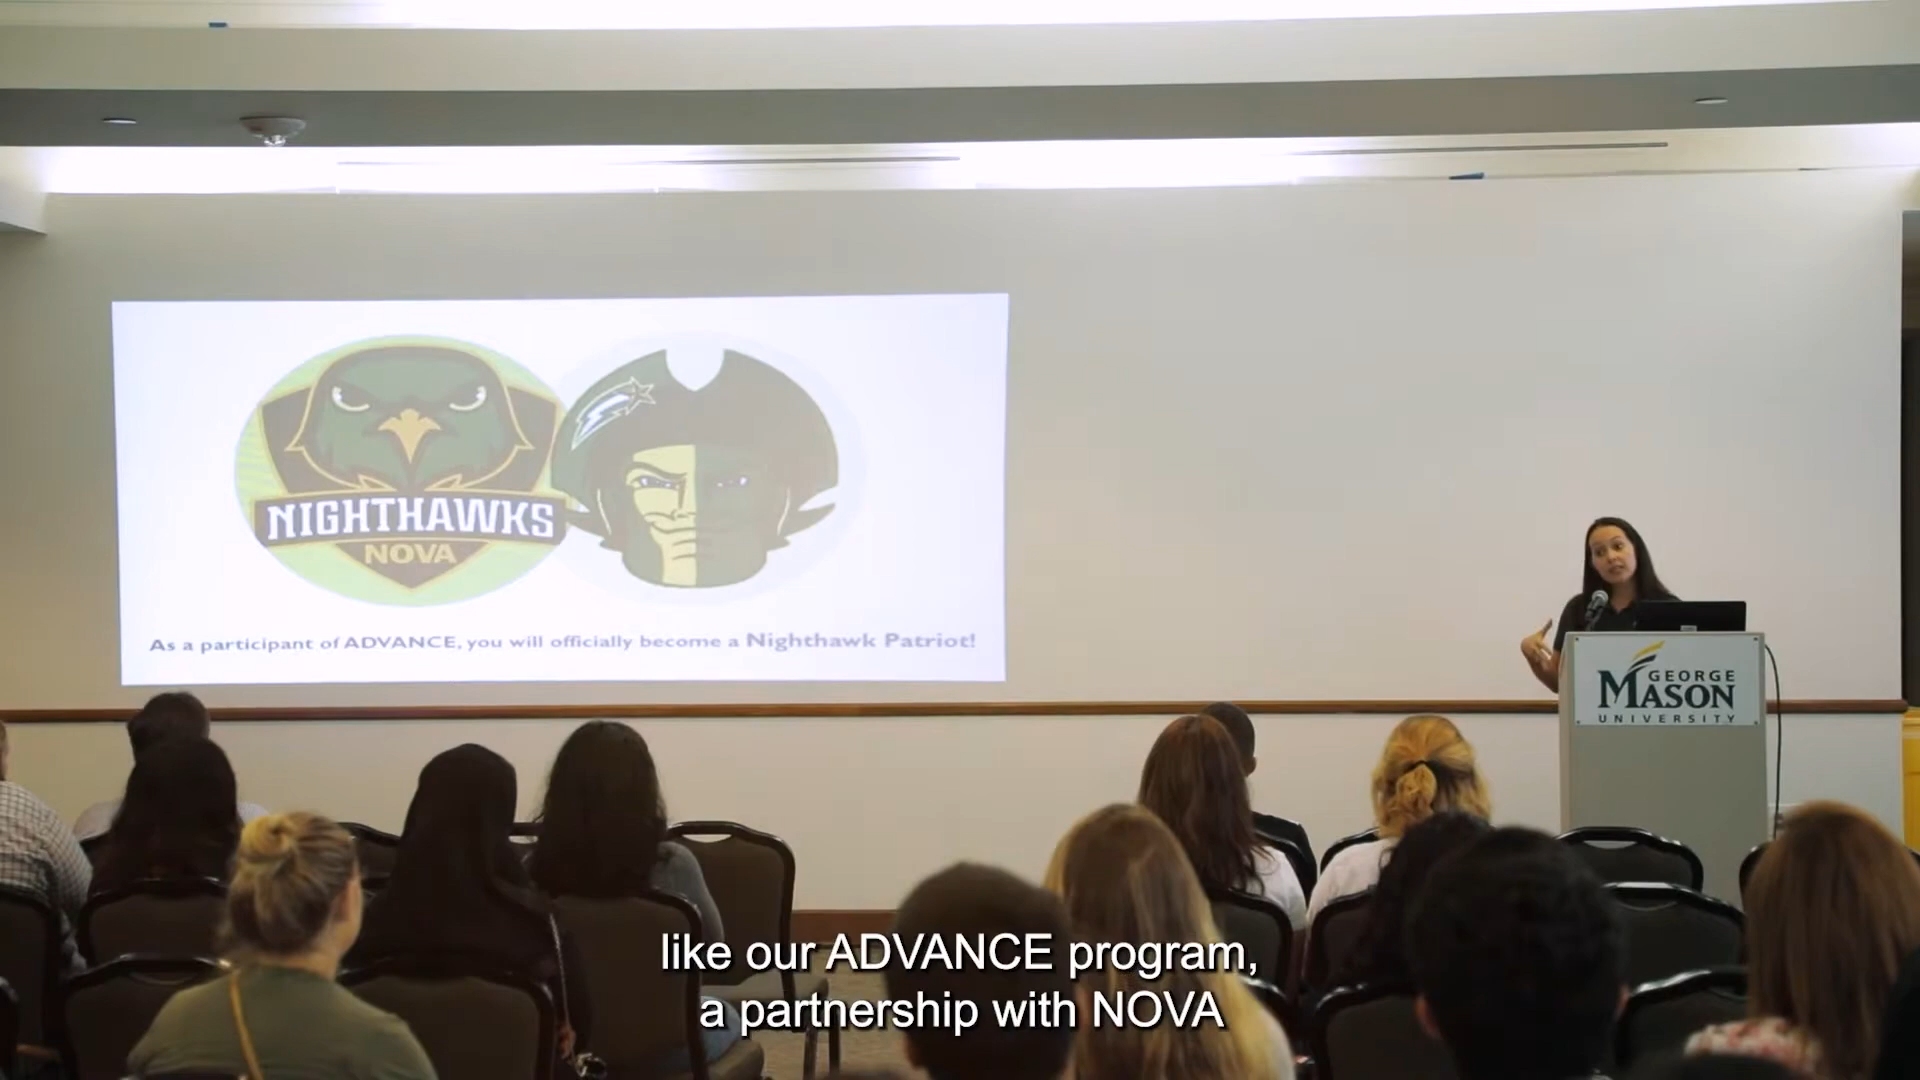 NIGHTHAWKS
NOVA
As a participant of ADVANCE, you will officially become a Nighthawk Patriot!
GEORGE
MASON
UNIVERSITY
like our ADVANCE program,
a partnership with NOVA